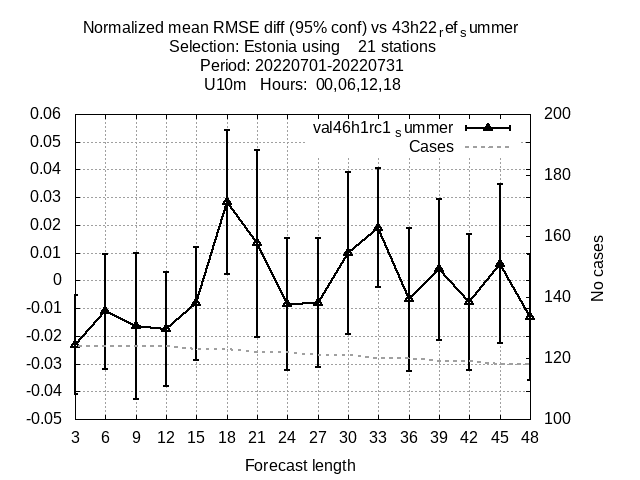 Normalized mean RMSE diff (95% conf) vs 43h22refsummer
Selection: Estonia using 21 stations
Period: 20220701-20220731
U10m Hours: 00,06,12,18
val46h1rc1summer
Cases
0.06
0.05
0.04
0.03
0.02
0.01
0
-0.01
-0.02
-0.03
-0.04
-0.05
200
180
160
140
120
100
No cases
3 6 9 12 15 18 21 24 27 30 33 36 39 42 45 48
Forecast length